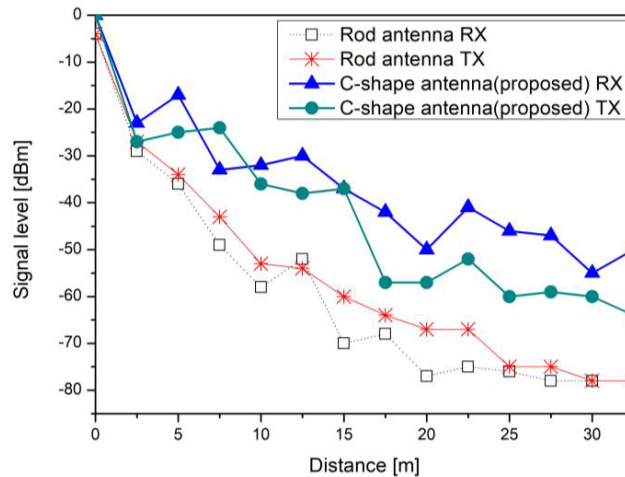 Rod antenna RX
Rod antenna TX
C-shape antenna(proposed) RX
C-shape antenna(proposed) TX
0
-10
-20
-30
-40
-50
-60
-70
-80
Signal level [dBm]
0 5 10 15 20 25 30
Distance [m]